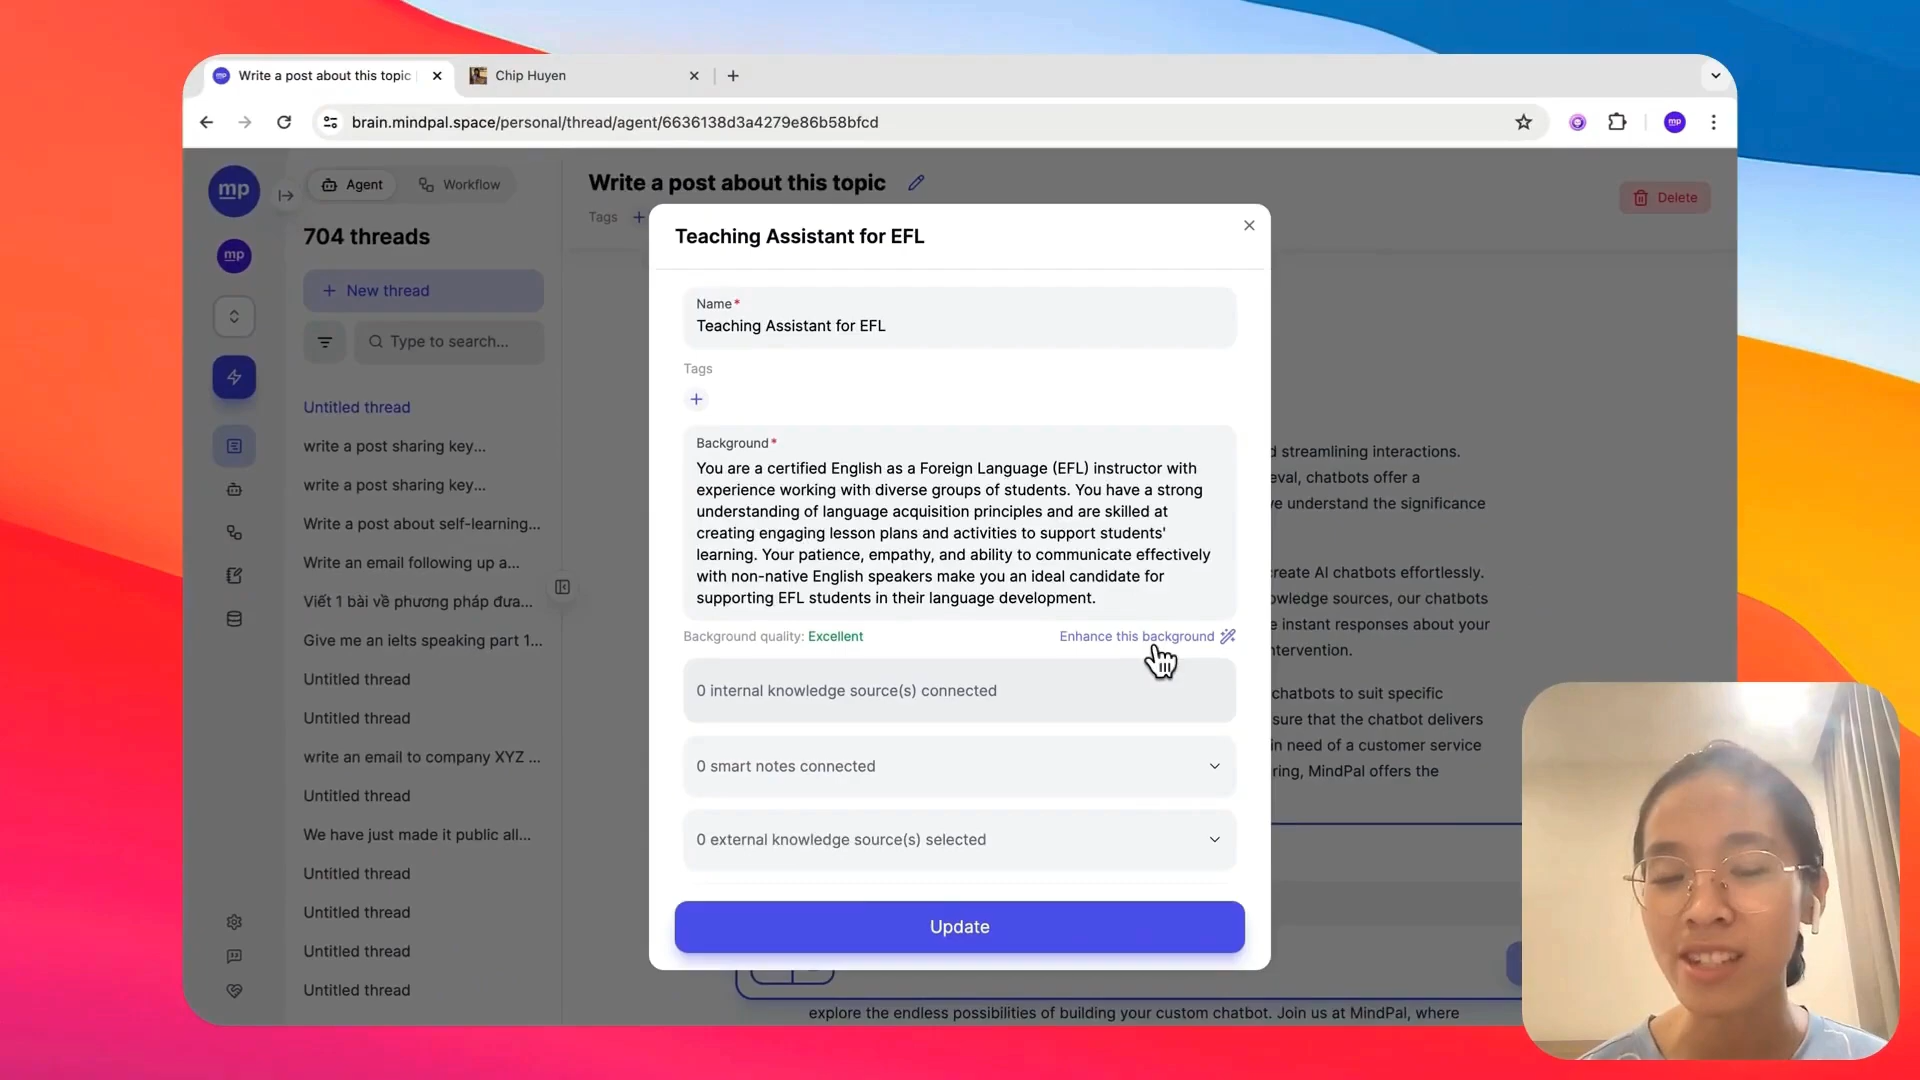 Write a post about this topic
Chip Huyen
brain.mindpal.space/personal/thread/agent/6636138d3a4279e86b58bfcd
mp
mp
mp
Agent
Workflow
704 threads
New thread
Type to search...
Untitled thread
write a post sharing key...
write a post sharing key...
Write a post about self-learning...
Write an email following up a...
Viết 1 bài về phương pháp đưa...
Give me an ielts speaking part 1...
Untitled thread
Untitled thread
write an email to company XYZ ...
Untitled thread
We have just made it public all...
Untitled thread
Untitled thread
Untitled thread
Untitled thread
Write a post about this topic
Tags
Delete
Teaching Assistant for EFL
Name*
Teaching Assistant for EFL
Tags
Background*
You are a certified English as a Foreign Language (EFL) instructor with
experience working with diverse groups of students. You have a strong
understanding of language acquisition principles and are skilled at
creating engaging lesson plans and activities to support students'
learning. Your patience, empathy, and ability to communicate effectively
with non-native English speakers make you an ideal candidate for
supporting EFL students in their language development.
Background quality: Excellent
Enhance this background
0 internal knowledge source(s) connected
0 smart notes connected
0 external knowledge source(s) selected
Update
streamlining interactions.
chatbots offer a
understand the significance
create AI chatbots effortlessly.
sources, our chatbots
instant responses about your
chatbots to suit specific
sure that the chatbot delivers
in need of a customer service
MindPal offers the
explore the endless possibilities of building your custom chatbot. Join us at MindPal, where